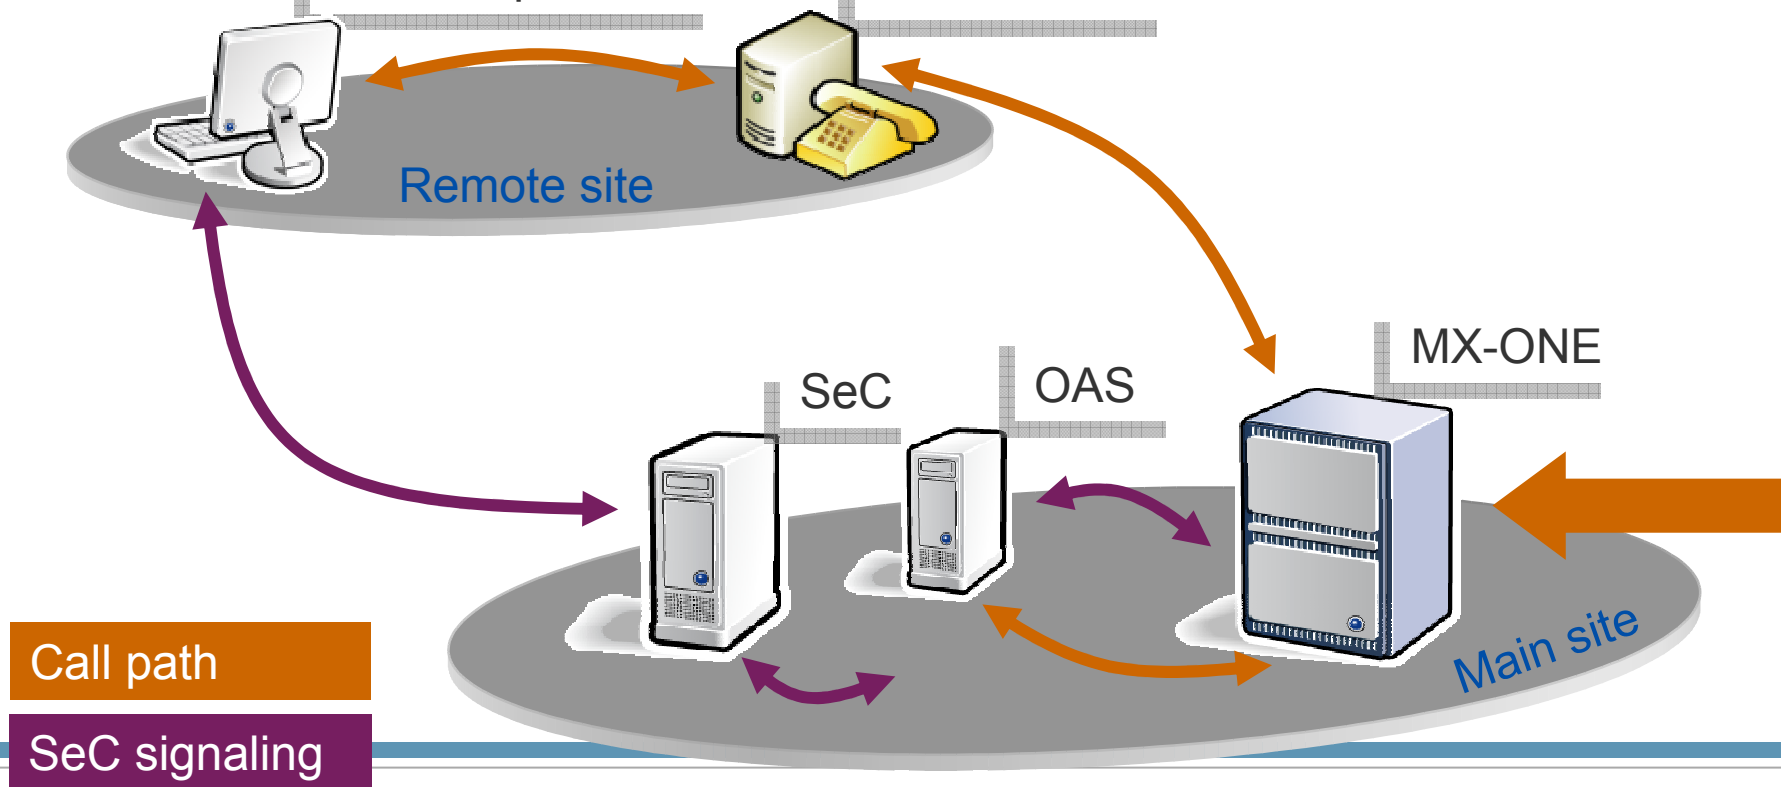 Remote site
MX-ONE
SeC
OAS
Main site
Call path
SeC signaling